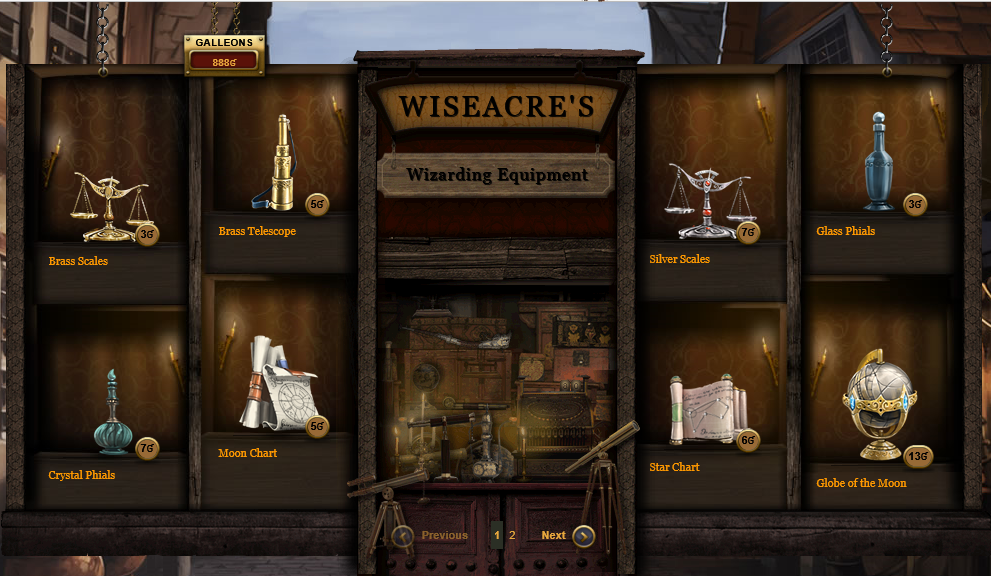 GALLEONS
888G
WISEACRE'S
Wizarding Equipment
3G
Brass Scales
5G
Brass Telescope
7G
Silver Scales
3G
Glass Phials
7G
Crystal Phials
5G
Moon Chart
6G
Star Chart
13G
Globe of the Moon
Previous 1 2 Next